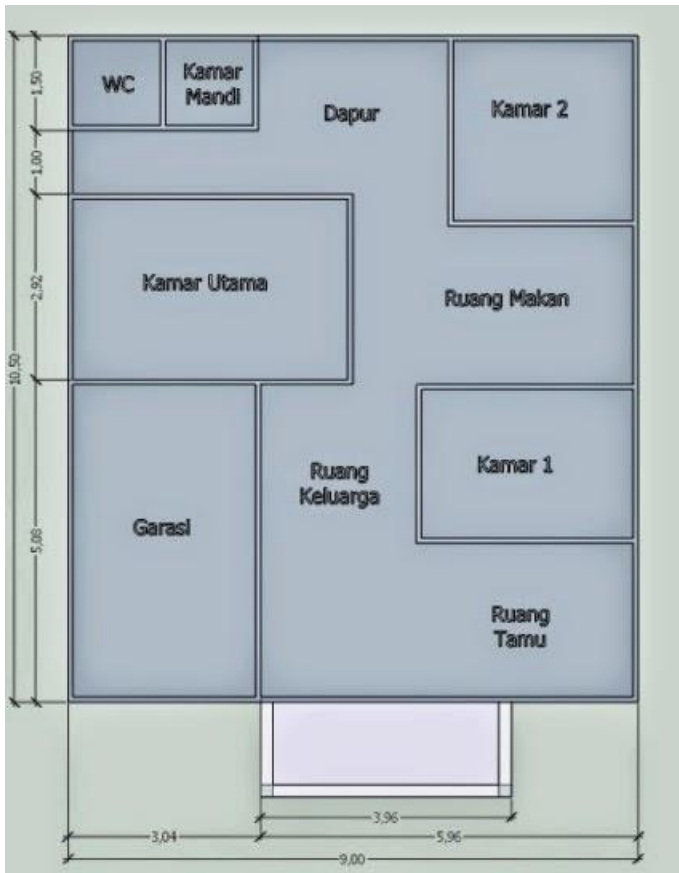 WC
Kamar
Mandi
Dapur
Kamar 2
Kamar Utama
Ruang Makan
Ruang
Keluarga
Kamar 1
Garasi
Ruang
Tamu
1,50
1,00
2,92
10,50
5,08
3,96
3,04
5,96
9,00